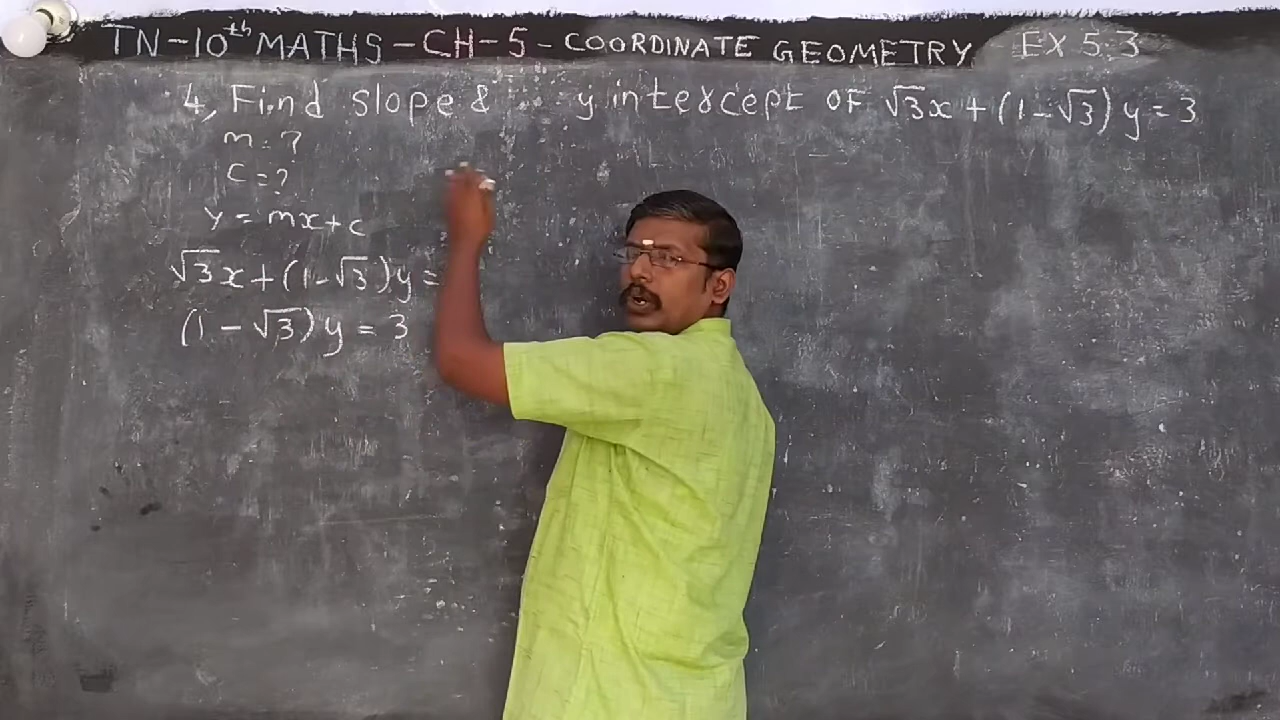 TN-10th MATHS - CH-5 - COORDINATE GEOMETRY EX 5.3
4, Find slope & y intercept OF √3x + (1-√3)y = 3
m = ?
c = ?
y = mx+c
√3x + (1-√3)y =
(1-√3)y = 3